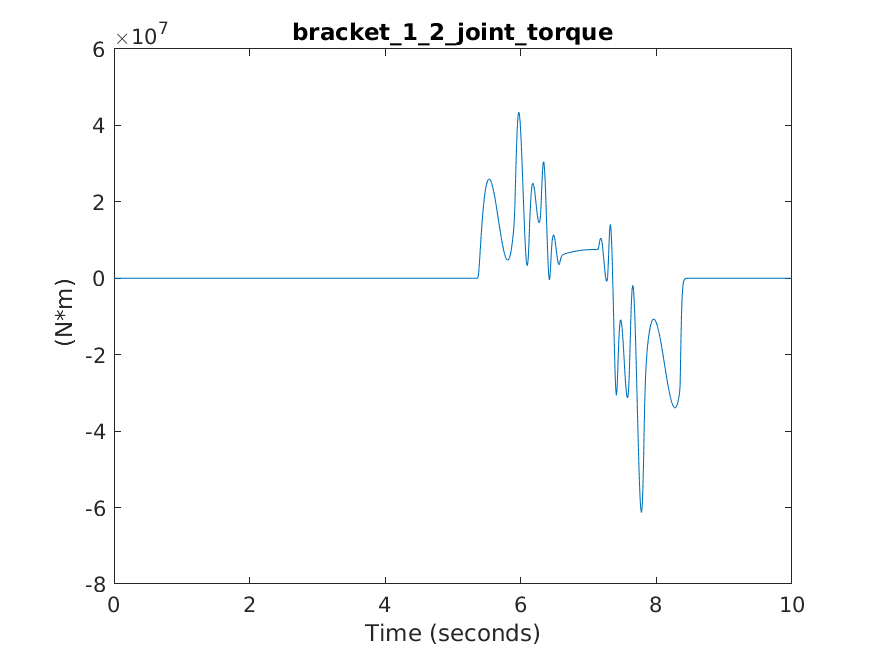 bracket_1_2_joint_torque
×10^7
6
4
2
0
-2
-4
-6
-8
(N*m)
0 2 4 6 8 10
Time (seconds)